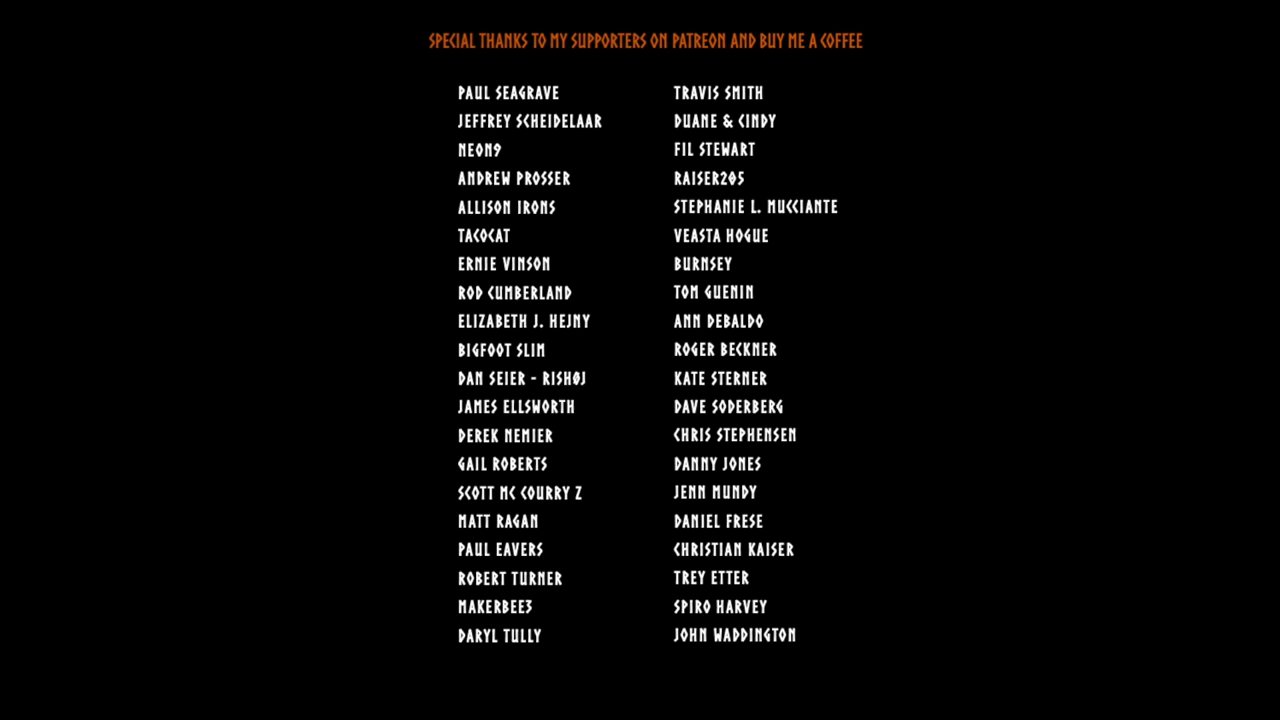 SPECIAL THANKS TO MY SUPPORTERS ON PATREON AND BUY ME A COFFEE
PAUL SEAGRAVE
JEFFREY SCHEIDELAAR
NEON9
ANDREW PROSSER
ALLISON IRONS
TACOCAT
ERNIE VINSON
ROD CUMBERLAND
ELIZABETH J. HEJNY
BIGFOOT SLIM
DAN SEIER - RISHØJ
JAMES ELLSWORTH
DEREK NEMIER
GAIL ROBERTS
SCOTT MC COURRY Z
MATT RAGAN
PAUL EAVERS
ROBERT TURNER
MAKERBEE3
DARYL TULLY
TRAVIS SMITH
DUANE & CINDY
FIL STEWART
RAISER205
STEPHANIE L. MUCCIANTE
VEASTA HOGUE
BURNSEY
TOM GUENIN
ANN DEBALDO
ROGER BECKNER
KATE STERNER
DAVE SODERBERG
CHRIS STEPHENSEN
DANNY JONES
JENN MUNDY
DANIEL FRESE
CHRISTIAN KAISER
TREY ETTER
SPIRO HARVEY
JOHN WADDINGTON